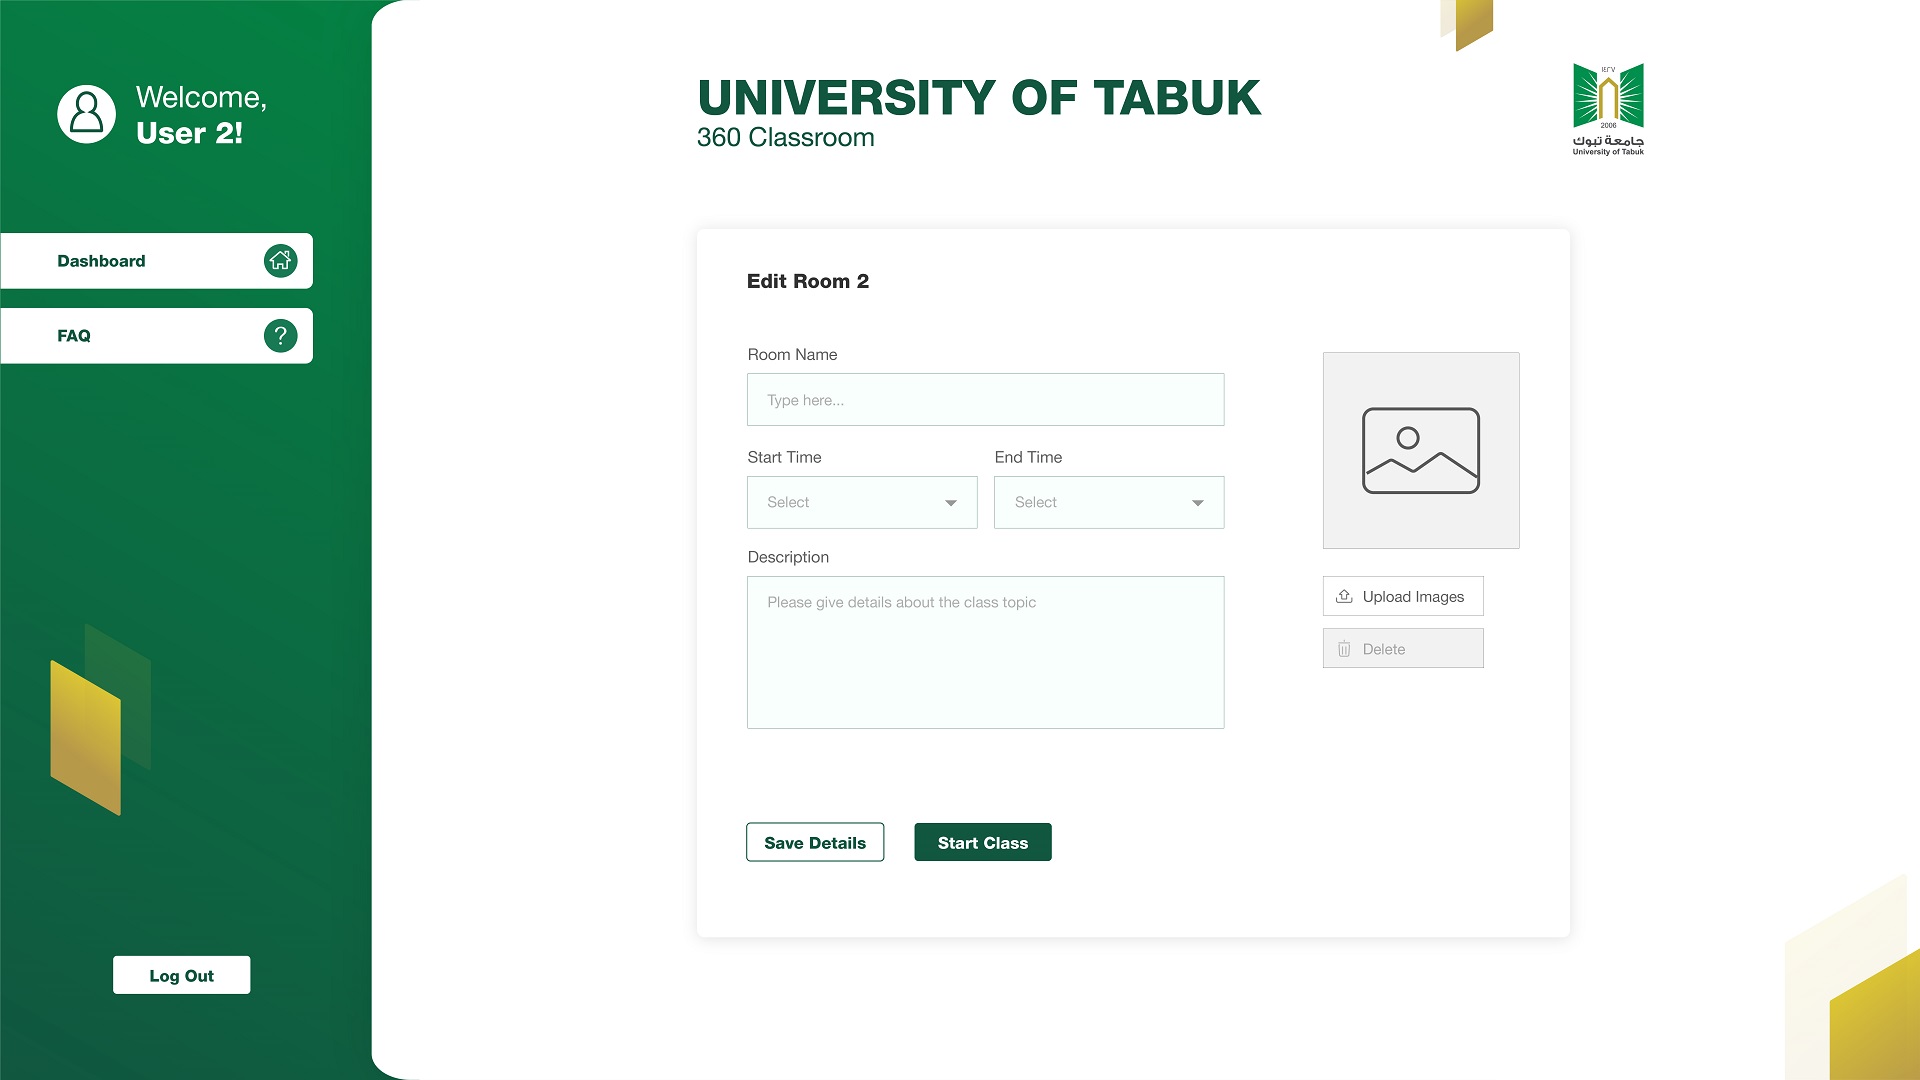 Welcome,
User 2!
Dashboard
FAQ
?
Log Out
UNIVERSITY OF TABUK
360 Classroom
١٤٢٧
2006
جامعة تبوك
University of Tabuk
Edit Room 2
Room Name
Type here...
Start Time
End Time
Select
Select
Description
Please give details about the class topic
Upload Images
Delete
Save Details
Start Class